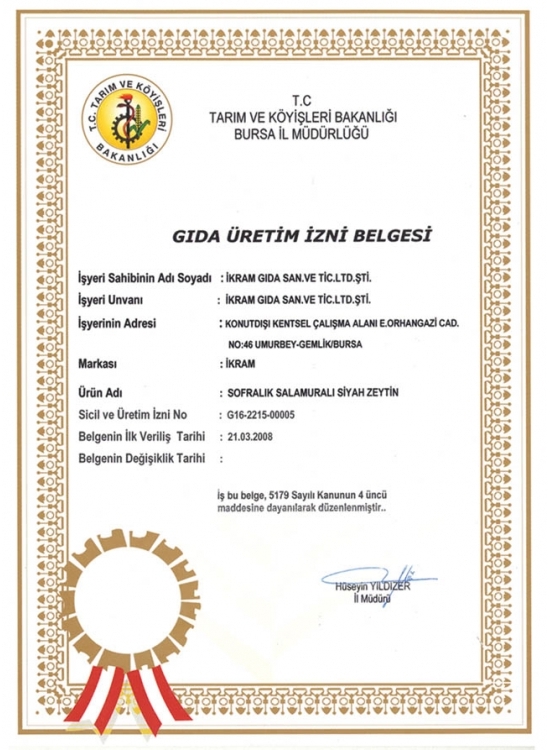 T.C. TARIM VE KÖYİŞLERİ
BAKANLIĞI
T.C
TARIM VE KÖYİŞLERİ BAKANLIĞI
BURSA İL MÜDÜRLÜĞÜ
GIDA ÜRETİM İZNİ BELGESİ
İşyeri Sahibinin Adı Soyadı : İKRAM GIDA SAN.VE TİC.LTD.ŞTİ.
İşyeri Unvanı : İKRAM GIDA SAN.VE TİC.LTD.ŞTİ.
İşyerinin Adresi : KONUTDIŞI KENTSEL ÇALIŞMA ALANI E.ORHANGAZİ CAD.
NO:46 UMURBEY-GEMLİK/BURSA
Markası : İKRAM
Ürün Adı : SOFRALIK SALAMURALI SİYAH ZEYTİN
Sicil ve Üretim İzni No : G16-2215-00005
Belgenin İlk Veriliş Tarihi : 21.03.2008
Belgenin Değişiklik Tarihi :
İş bu belge, 5179 Sayılı Kanunun 4 üncü
maddesine dayanılarak düzenlenmiştir..
Hüseyin YILDIZER
İl Müdürü